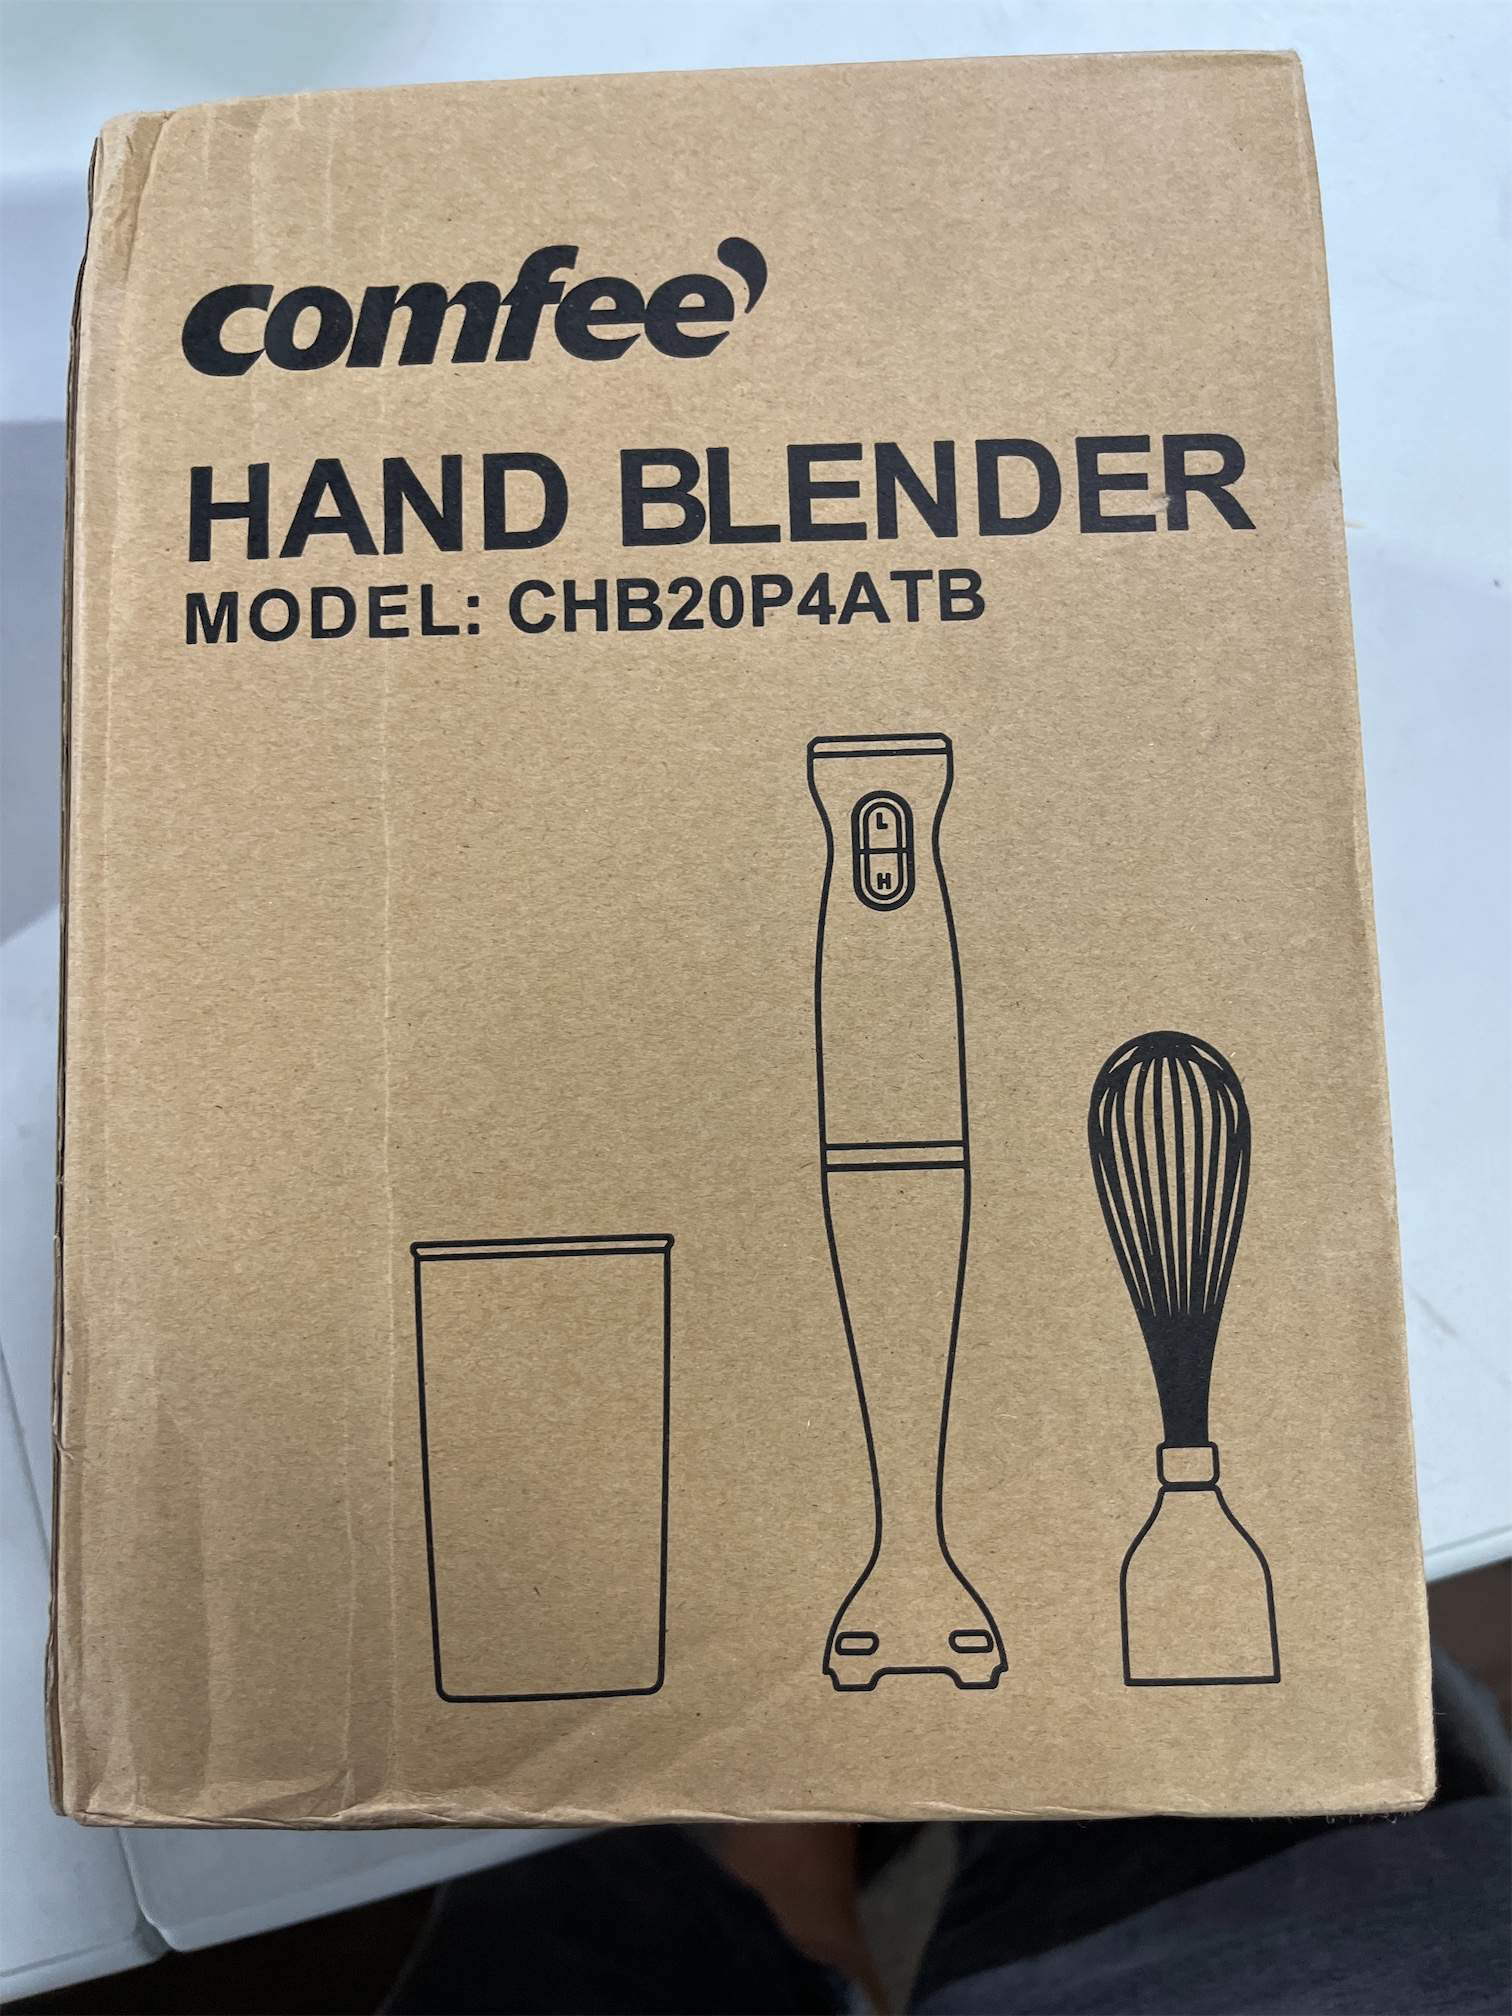 comfee'
HAND BLENDER
MODEL: CHB20P4ATB
L
H